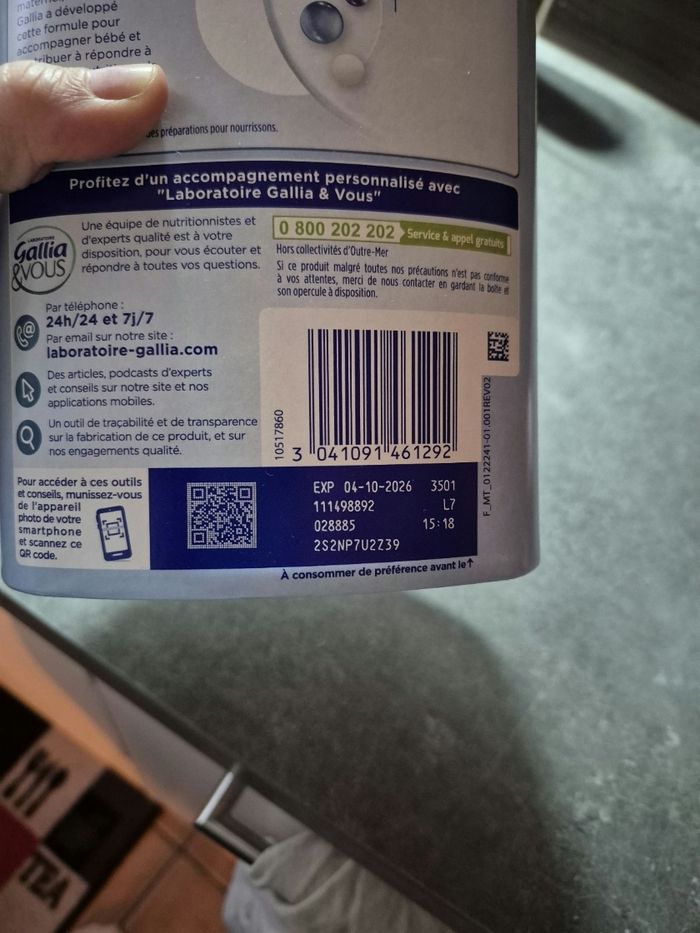 Gallia a développé
cette formule pour
accompagner bébé et
répondre à
des préparations pour nourrissons.
Profitez d'un accompagnement personnalisé avec
"Laboratoire Gallia & Vous"
LABORATOIRE
Gallia
&VOUS
Une équipe de nutritionnistes et
d'experts qualité est à votre
disposition, pour vous écouter et
répondre à toutes vos questions.
Par téléphone :
24h/24 et 7j/7
Par email sur notre site :
laboratoire-gallia.com
Des articles, podcasts d'experts
et conseils sur notre site et nos
applications mobiles.
Un outil de traçabilité et de transparence
sur la fabrication de ce produit, et sur
nos engagements qualité.
0 800 202 202 Service & appel gratuits
Hors collectivités d'Outre-Mer
Si ce produit malgré toutes nos précautions n'est pas conforme
à vos attentes, merci de nous contacter en gardant la boîte et
son opercule à disposition.
10517860
3 041091 461292
F_MT_0122241-01.001REV02
Pour accéder à ces outils
et conseils, munissez-vous
de l'appareil
photo de votre
smartphone
et scannez ce
QR code.
EXP 04-10-2026 3501
111498892 L7
028885 15:18
2S2NP7U2Z39
À consommer de préférence avant le↑
TEA